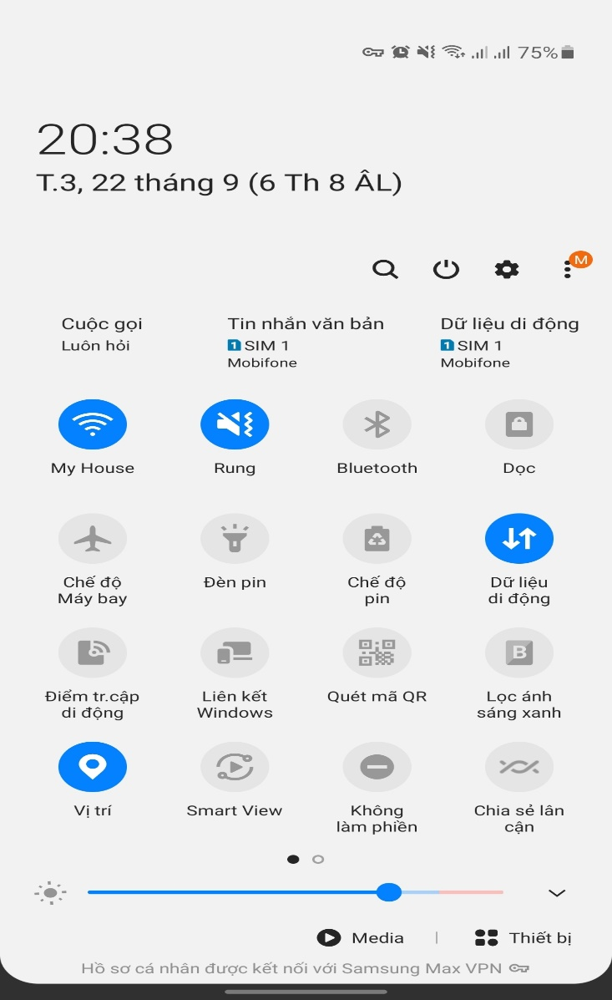 75%
20:38
T.3, 22 tháng 9 (6 Th 8 ÂL)
M
Cuộc gọi Tin nhắn văn bản Dữ liệu di động
Luôn hỏi 1 SIM 1 1 SIM 1
Mobifone Mobifone
My House Rung Bluetooth Dọc
Chế độ Đèn pin Chế độ Dữ liệu
Máy bay pin di động
B
Điểm tr.cập Liên kết Quét mã QR Lọc ánh
di động Windows sáng xanh
Vị trí Smart View Không Chia sẻ lân
làm phiền cận
Media | Thiết bị
Hồ sơ cá nhân được kết nối với Samsung Max VPN